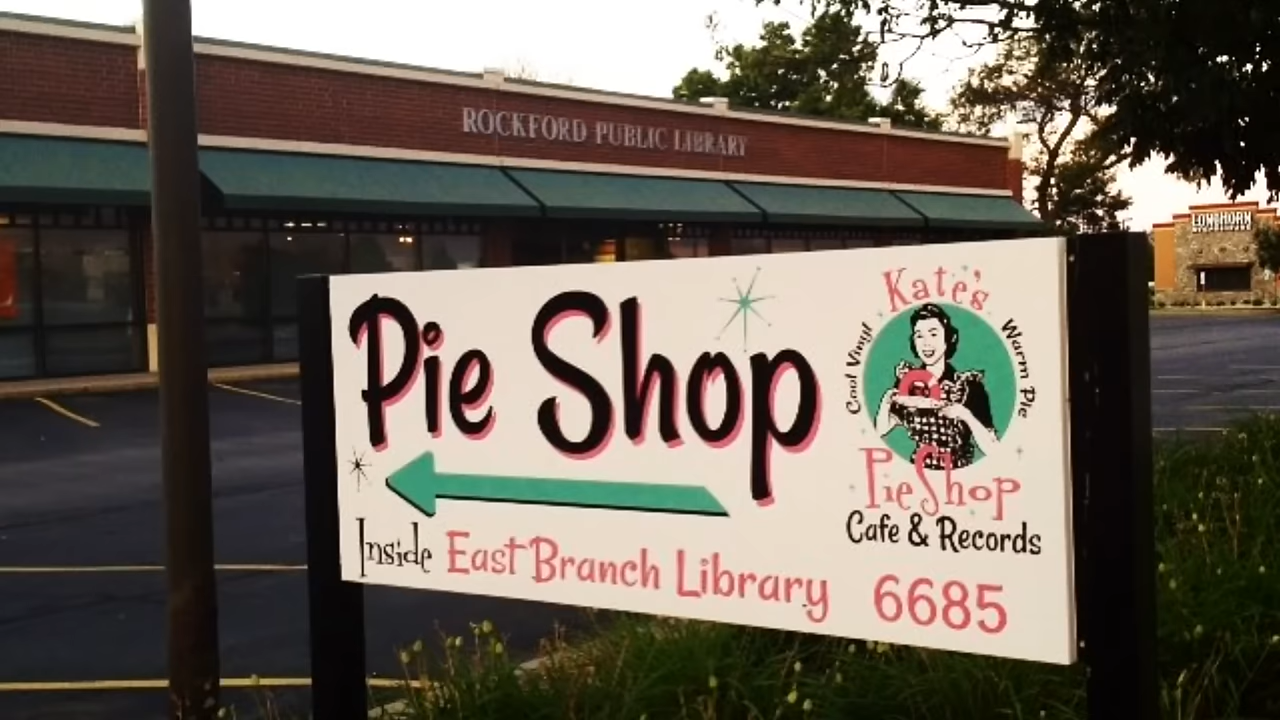 ROCKFORD PUBLIC LIBRARY
LONGHORN
Pie Shop
Inside East Branch Library
Kate's
Cool Vinyl
Warm Pie
Pie Shop
Cafe & Records
6685